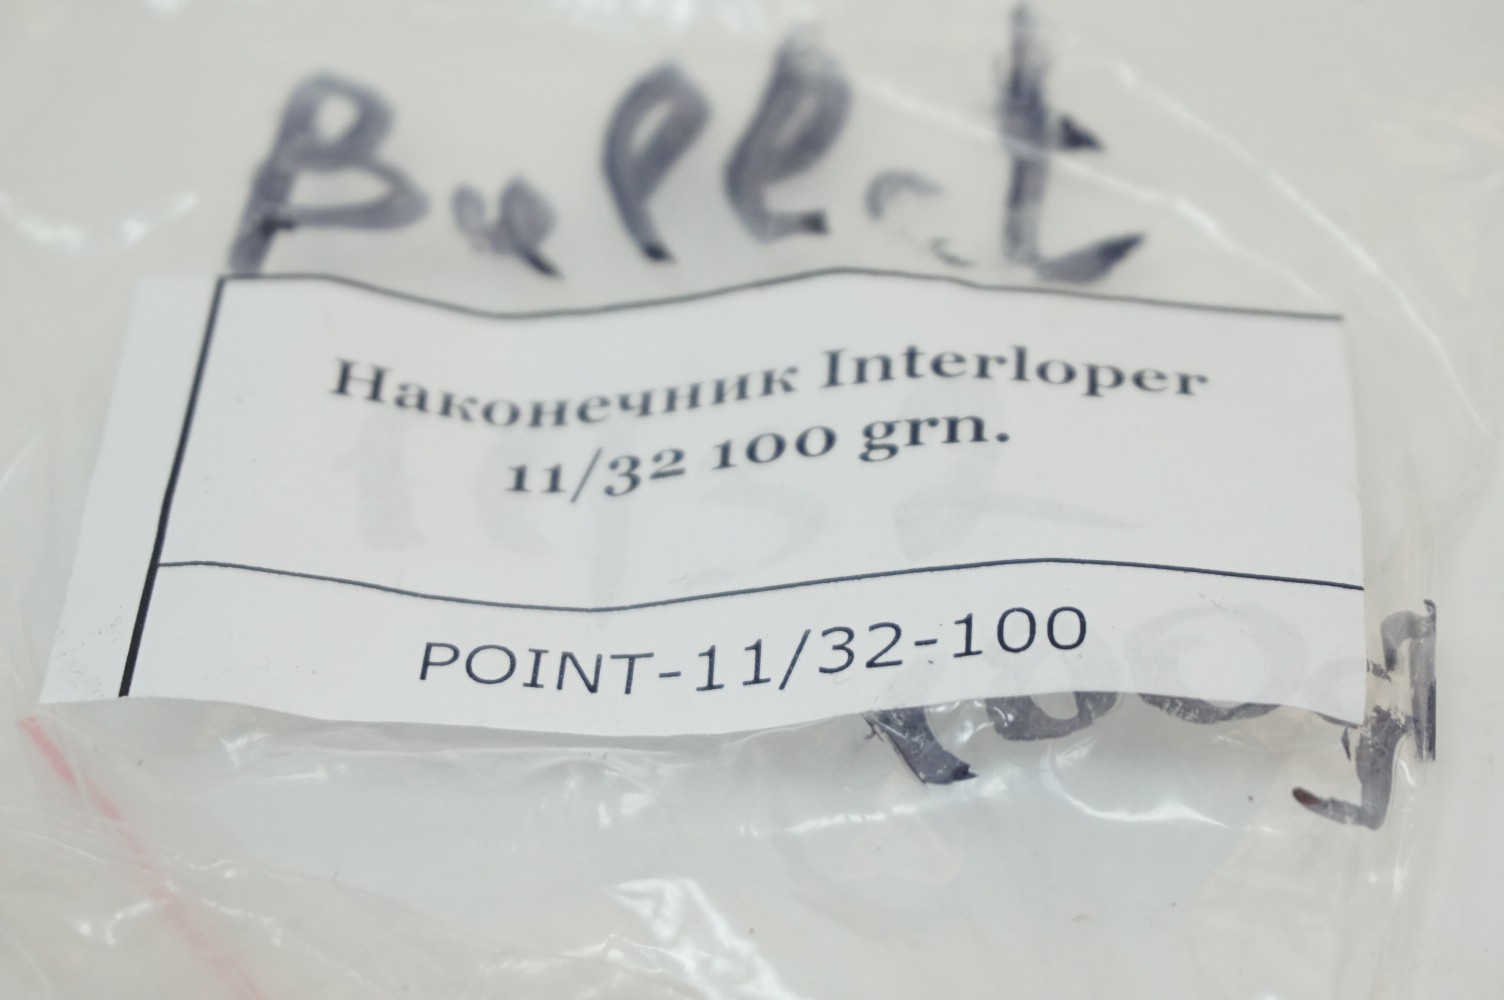 Bullet
Наконечник Interloper
11/32 100 grn.
POINT-11/32-100